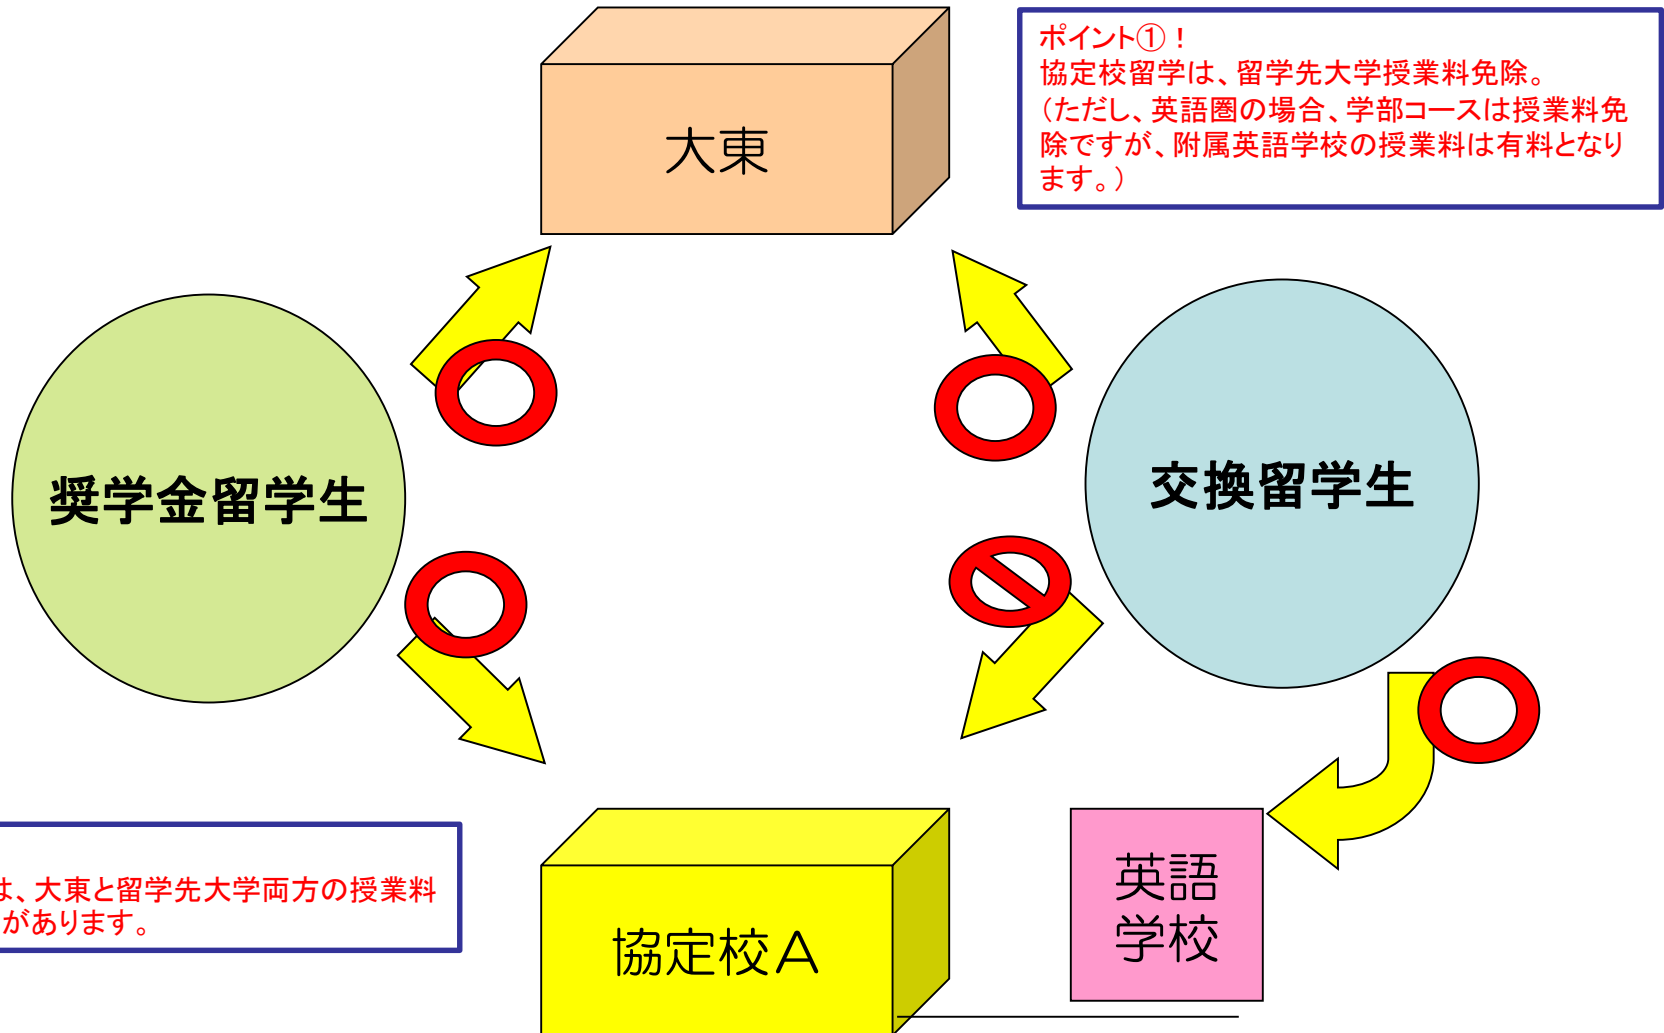 大東
ポイント①！
協定校留学は、留学先大学授業料免除。
（ただし、英語圏の場合、学部コースは授業料免
除ですが、附属英語学校の授業料は有料となり
ます。）
奨学金留学生
交換留学生
は、大東と留学先大学両方の授業料
があります。
協定校Ａ
英語
学校